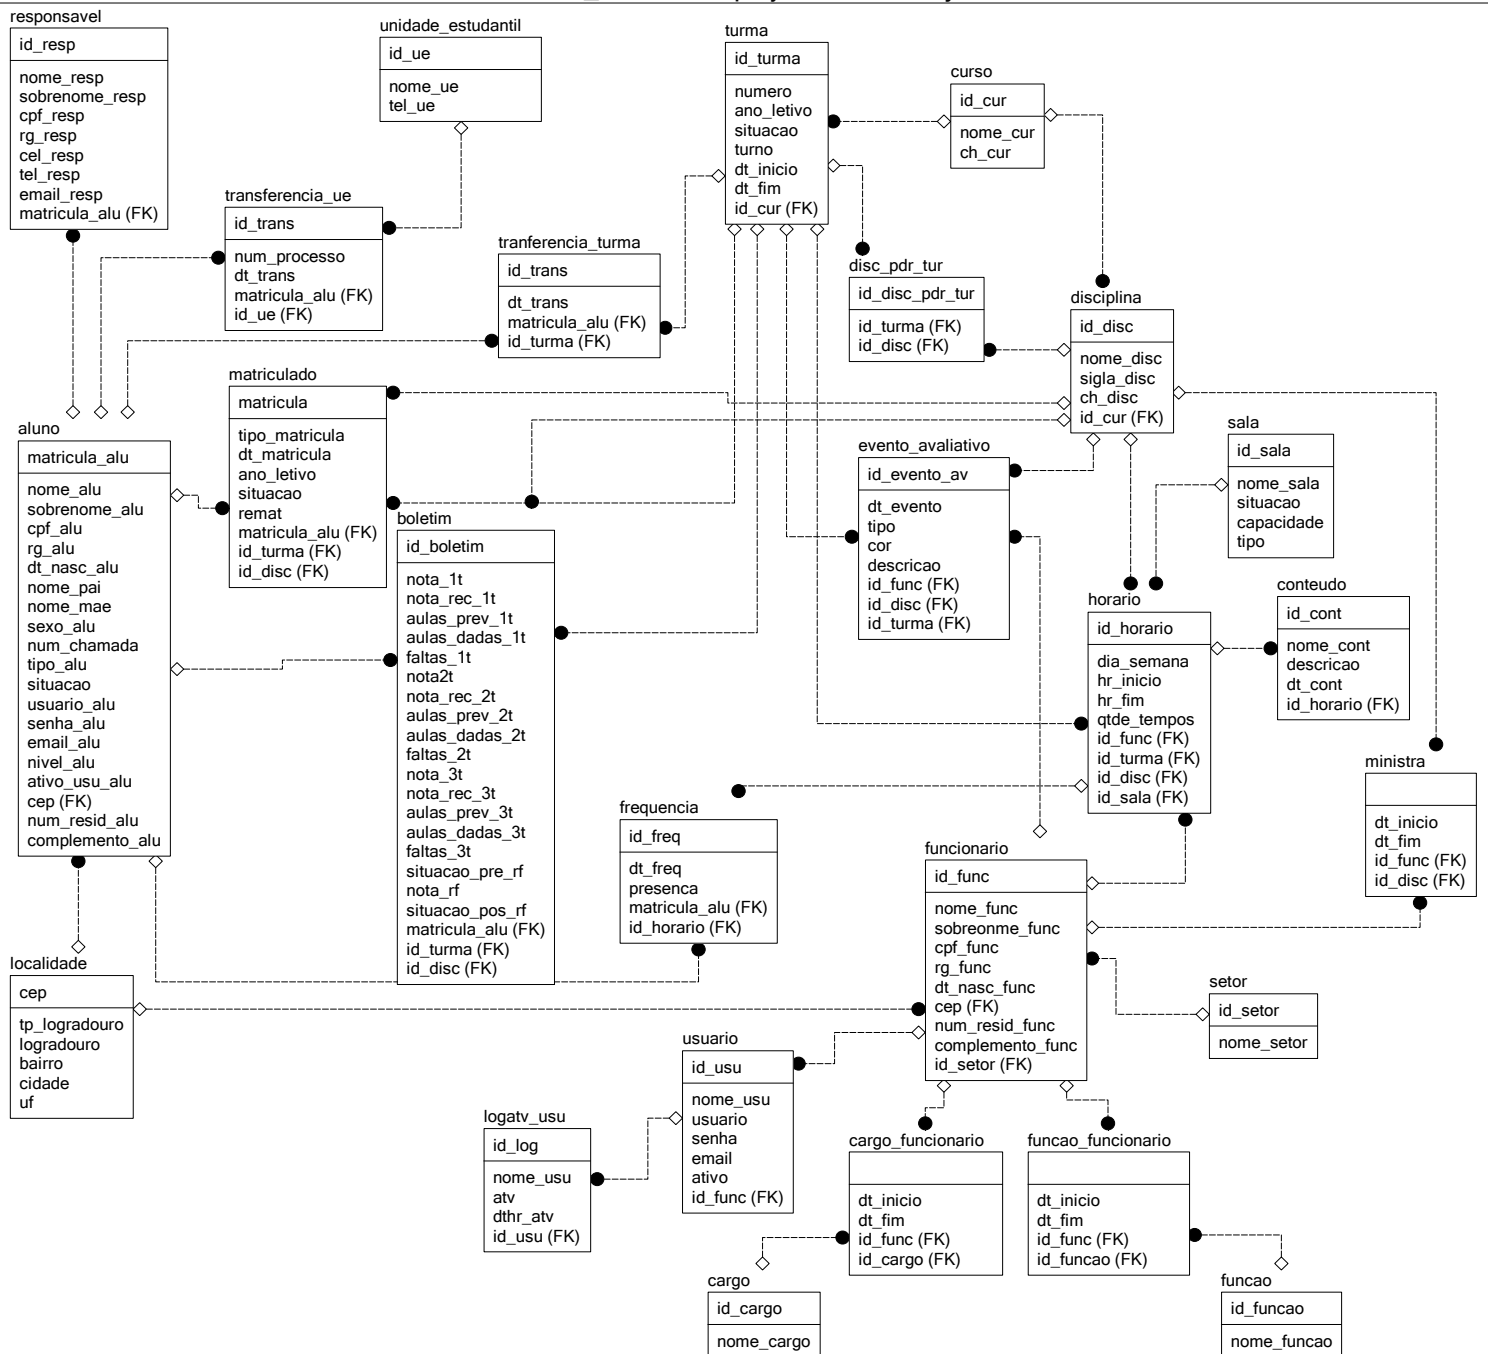 responsavel
id_resp
nome_resp
sobrenome_resp
cpf_resp
rg_resp
cel_resp
tel_resp
email_resp
matricula_alu (FK)
unidade_estudantil
id_ue
nome_ue
tel_ue
turma
id_turma
numero
ano_letivo
situacao
turno
dt_inicio
dt_fim
id_cur (FK)
curso
id_cur
nome_cur
ch_cur
transferencia_ue
id_trans
num_processo
dt_trans
matricula_alu (FK)
id_ue (FK)
tranferencia_turma
id_trans
dt_trans
matricula_alu (FK)
id_turma (FK)
disc_pdr_tur
id_disc_pdr_tur
id_turma (FK)
id_disc (FK)
disciplina
id_disc
nome_disc
sigla_disc
ch_disc
id_cur (FK)
matriculado
matricula
tipo_matricula
dt_matricula
ano_letivo
situacao
remat
matricula_alu (FK)
id_turma (FK)
id_disc (FK)
aluno
matricula_alu
nome_alu
sobrenome_alu
cpf_alu
rg_alu
dt_nasc_alu
nome_pai
nome_mae
sexo_alu
num_chamada
tipo_alu
situacao
usuario_alu
senha_alu
email_alu
nivel_alu
ativo_usu_alu
cep (FK)
num_resid_alu
complemento_alu
boletim
id_boletim
nota_1t
nota_rec_1t
aulas_prev_1t
aulas_dadas_1t
faltas_1t
nota2t
nota_rec_2t
aulas_prev_2t
aulas_dadas_2t
faltas_2t
nota_3t
nota_rec_3t
aulas_prev_3t
aulas_dadas_3t
faltas_3t
situacao_pre_rf
nota_rf
situacao_pos_rf
matricula_alu (FK)
id_turma (FK)
id_disc (FK)
evento_avaliativo
id_evento_av
dt_evento
tipo
cor
descricao
id_func (FK)
id_disc (FK)
id_turma (FK)
sala
id_sala
nome_sala
situacao
capacidade
tipo
horario
id_horario
dia_semana
hr_inicio
hr_fim
qtde_tempos
id_func (FK)
id_turma (FK)
id_disc (FK)
id_sala (FK)
conteudo
id_cont
nome_cont
descricao
dt_cont
id_horario (FK)
ministra
dt_inicio
dt_fim
id_func (FK)
id_disc (FK)
frequencia
id_freq
dt_freq
presenca
matricula_alu (FK)
id_horario (FK)
funcionario
id_func
nome_func
sobreonme_func
cpf_func
rg_func
dt_nasc_func
cep (FK)
num_resid_func
complemento_func
id_setor (FK)
localidade
cep
tp_logradouro
logradouro
bairro
cidade
uf
setor
id_setor
nome_setor
usuario
id_usu
nome_usu
usuario
senha
email
ativo
id_func (FK)
logatv_usu
id_log
nome_usu
atv
dthr_atv
id_usu (FK)
cargo_funcionario
dt_inicio
dt_fim
id_func (FK)
id_cargo (FK)
funcao_funcionario
dt_inicio
dt_fim
id_func (FK)
id_funcao (FK)
cargo
id_cargo
nome_cargo
funcao
id_funcao
nome_funcao